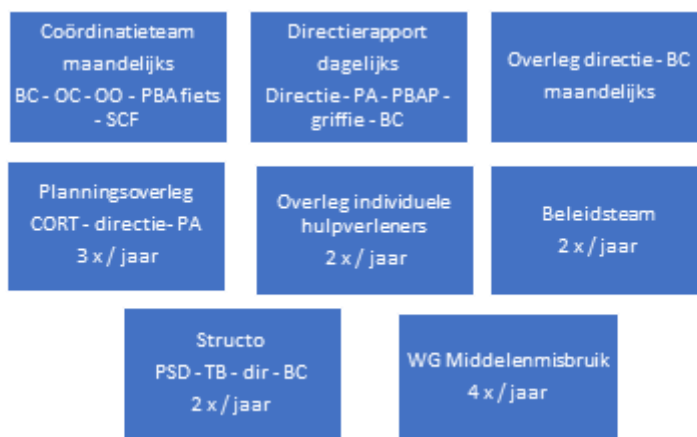 Coördinatieteam
maandelijks
BC - OC - OO - PBA fiets
- SCF
Directierapport
dagelijks
Directie - PA - PBAP -
griffie - BC
Overleg directie - BC
maandelijks
Planningsoverleg
CORT - directie- PA
3 x / jaar
Overleg individuele
hulpverleners
2 x / jaar
Beleidsteam
2 x / jaar
Structo
PSD - TB - dir - BC
2 x / jaar
WG Middelenmisbruik
4 x / jaar